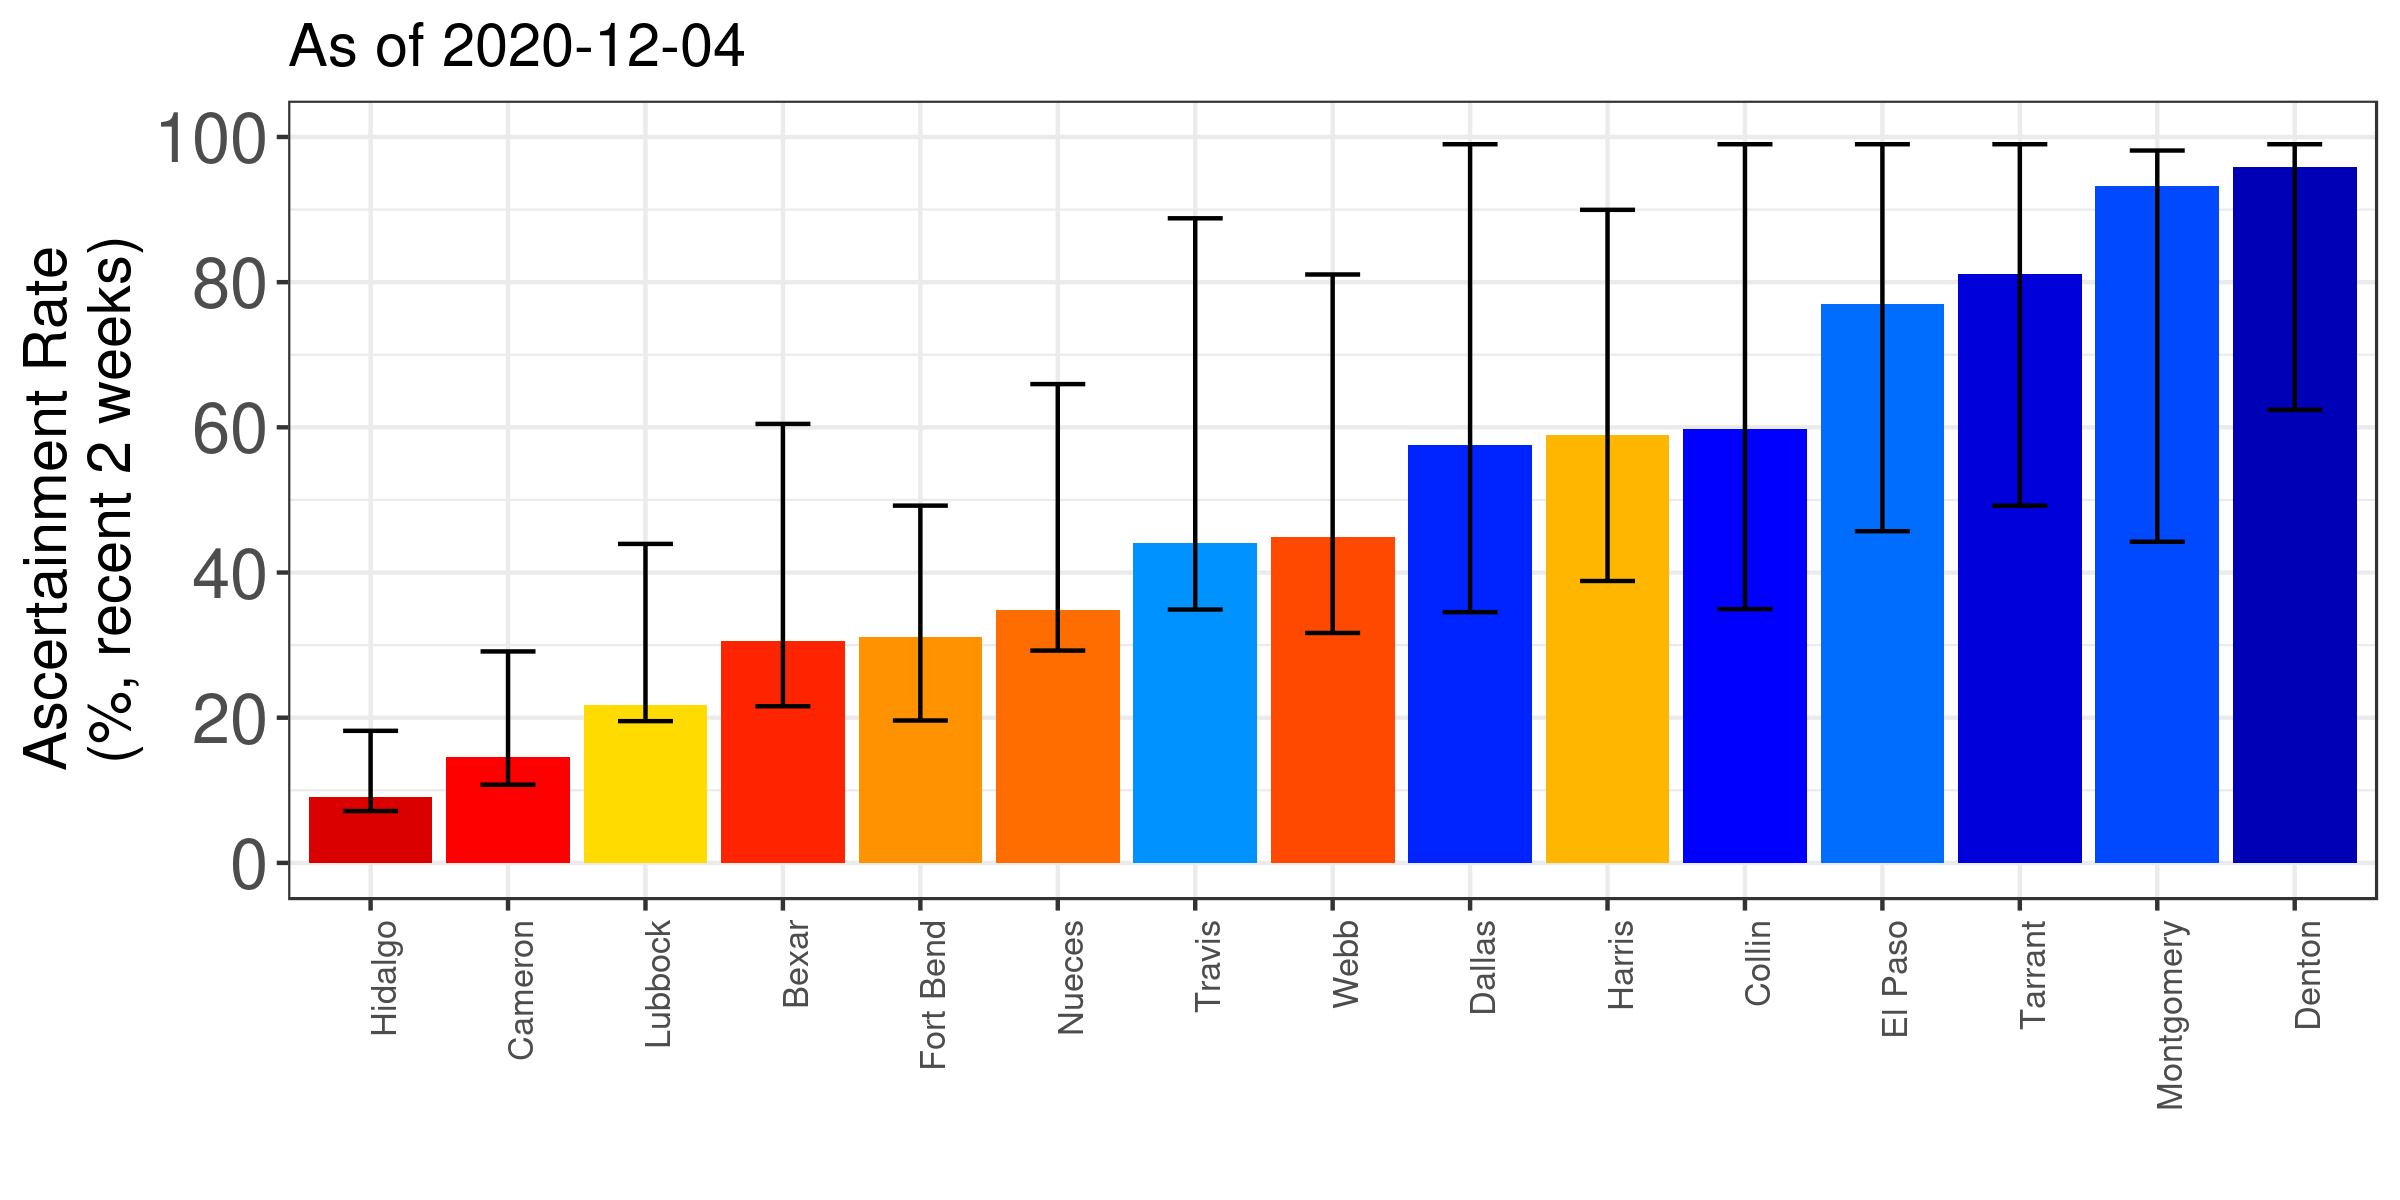 As of 2020-12-04
Ascertainment Rate
(%, recent 2 weeks)
100
80
60
40
20
0
Hidalgo
Cameron
Lubbock
Bexar
Fort Bend
Nueces
Travis
Webb
Dallas
Harris
Collin
El Paso
Tarrant
Montgomery
Denton